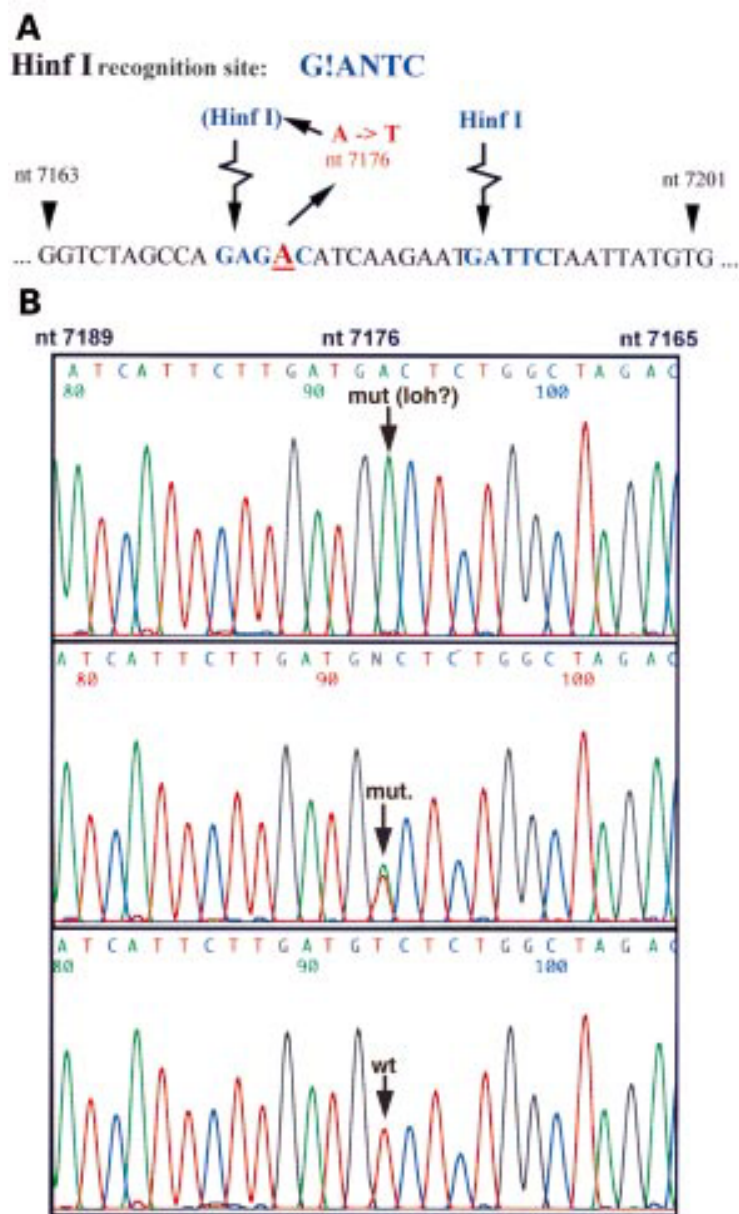 A
Hinf I recognition site: G!ANTC
(Hinf I) A -> T Hinf I
nt 7176
nt 7163 nt 7201
... GGTCTAGCCA GAGACATCAAGAATGATTCTAATTATGTG ...
B
nt 7189 nt 7176 nt 7165
A T C A T T C T T G A T G A C T C T G G C T A G A C
80 90 100
mut (loh?)
A T C A T T C T T G A T G N C T C T G G C T A G A C
80 90 100
mut.
A T C A T T C T T G A T G T C T C T G G C T A G A C
80 90 100
wt